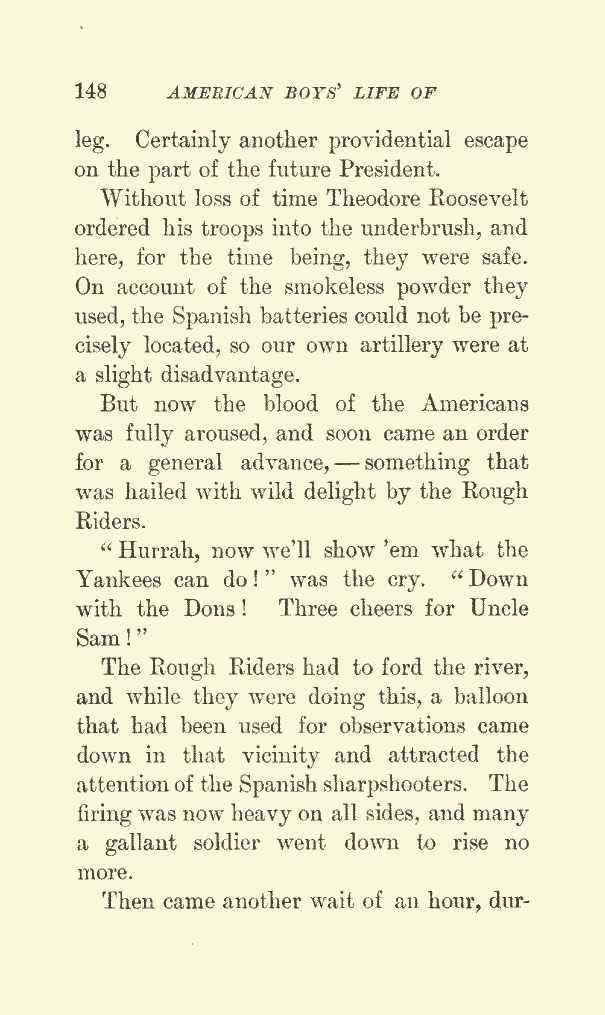 148 AMERICAN BOYS' LIFE OF
leg. Certainly another providential escape
on the part of the future President.
Without loss of time Theodore Roosevelt
ordered his troops into the underbrush, and
here, for the time being, they were safe.
On account of the smokeless powder they
used, the Spanish batteries could not be pre-
cisely located, so our own artillery were at
a slight disadvantage.
But now the blood of the Americans
was fully aroused, and soon came an order
for a general advance, — something that
was hailed with wild delight by the Rough
Riders.
“Hurrah, now we'll show 'em what the
Yankees can do!” was the cry. “Down
with the Dons! Three cheers for Uncle
Sam!”
The Rough Riders had to ford the river,
and while they were doing this, a balloon
that had been used for observations came
down in that vicinity and attracted the
attention of the Spanish sharpshooters. The
firing was now heavy on all sides, and many
a gallant soldier went down to rise no
more.
Then came another wait of an hour, dur-